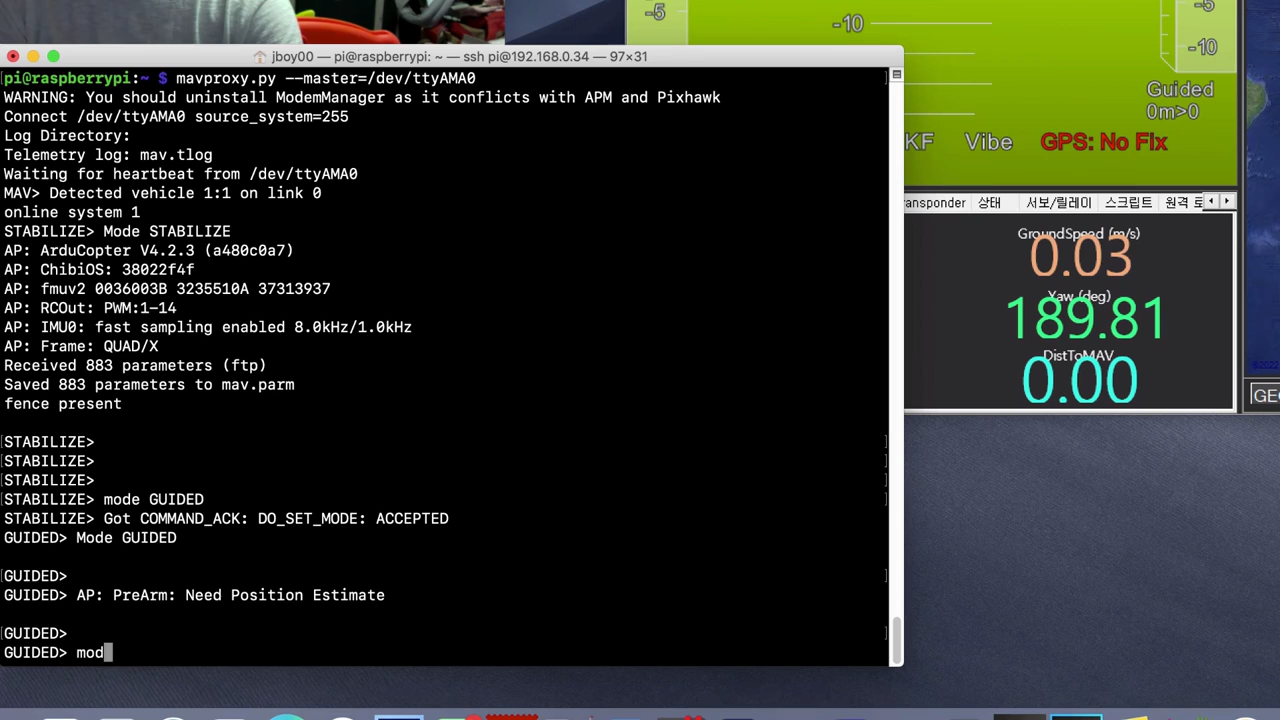 jboy00 — pi@raspberrypi: ~ — ssh pi@192.168.0.34 — 97×31
pi@raspberrypi:~ $ mavproxy.py --master=/dev/ttyAMA0
WARNING: You should uninstall ModemManager as it conflicts with APM and Pixhawk
Connect /dev/ttyAMA0 source_system=255
Log Directory:
Telemetry log: mav.tlog
Waiting for heartbeat from /dev/ttyAMA0
MAV> Detected vehicle 1:1 on link 0
online system 1
STABILIZE> Mode STABILIZE
AP: ArduCopter V4.2.3 (a480c0a7)
AP: ChibiOS: 38022f4f
AP: fmuv2 0036003B 3235510A 37313937
AP: RCOut: PWM:1-14
AP: IMU0: fast sampling enabled 8.0kHz/1.0kHz
AP: Frame: QUAD/X
Received 883 parameters (ftp)
Saved 883 parameters to mav.parm
fence present
STABILIZE>
STABILIZE>
STABILIZE>
STABILIZE> mode GUIDED
STABILIZE> Got COMMAND_ACK: DO_SET_MODE: ACCEPTED
GUIDED> Mode GUIDED
GUIDED>
GUIDED> AP: PreArm: Need Position Estimate
GUIDED>
GUIDED> mod
-5
-10
-5
-10
Guided
0m>0
KF Vibe GPS: No Fix
ransponder 상태 서보/릴레이 스크립트 원격 로
GroundSpeed (m/s)
0.03
Yaw (deg)
189.81
DistToMAV
0.00
GEO